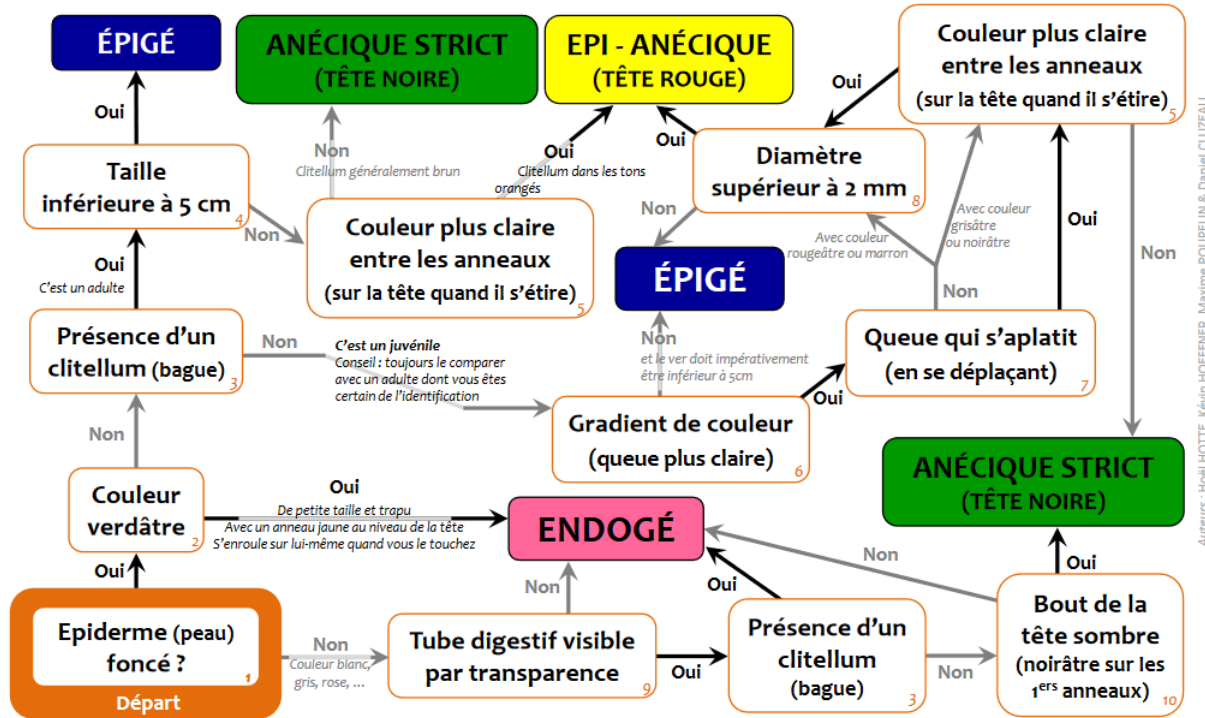 ÉPIGÉ
ANÉCIQUE STRICT
(TÊTE NOIRE)
EPI - ANÉCIQUE
(TÊTE ROUGE)
Couleur plus claire
entre les anneaux
(sur la tête quand il s'étire)
5
Oui
Oui
Oui
Non
Clitellum généralement brun
Oui
Clitellum dans les tons
orangés
Taille
inférieure à 5 cm
4
Non
Diamètre
supérieur à 2 mm
8
Non
Avec couleur
rougeâtre ou marron
Avec couleur
grisâtre
ou noirâtre
Oui
Non
Couleur plus claire
entre les anneaux
(sur la tête quand il s'étire)
5
Oui
C'est un adulte
ÉPIGÉ
Non
Présence d'un
clitellum (bague)
3
Non
C'est un juvénile
Conseil : toujours le comparer
avec un adulte dont vous êtes
certain de l'identification
Non
et le ver doit impérativement
être inférieur à 5cm
Queue qui s'aplatit
(en se déplaçant)
7
Oui
Gradient de couleur
(queue plus claire)
6
Non
ANÉCIQUE STRICT
(TÊTE NOIRE)
Couleur
verdâtre
2
Oui
De petite taille et trapu
Avec un anneau jaune au niveau de la tête
S'enroule sur lui-même quand vous le touchez
ENDOGÉ
Oui
Non
Oui
Non
Oui
Epiderme (peau)
foncé ?
1
Départ
Non
Couleur blanc,
gris, rose, ...
Tube digestif visible
par transparence
9
Oui
Présence d'un
clitellum
(bague)
3
Non
Bout de la
tête sombre
(noirâtre sur les
1ers anneaux)
10
Auteurs : Hoël HOTTE, Kévin HOEFFNER, Maxime POUPELIN & Daniel CLUZEAU